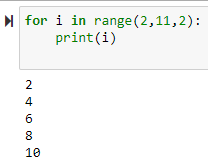 for i in range(2,11,2):
    print(i)
2
4
6
8
10